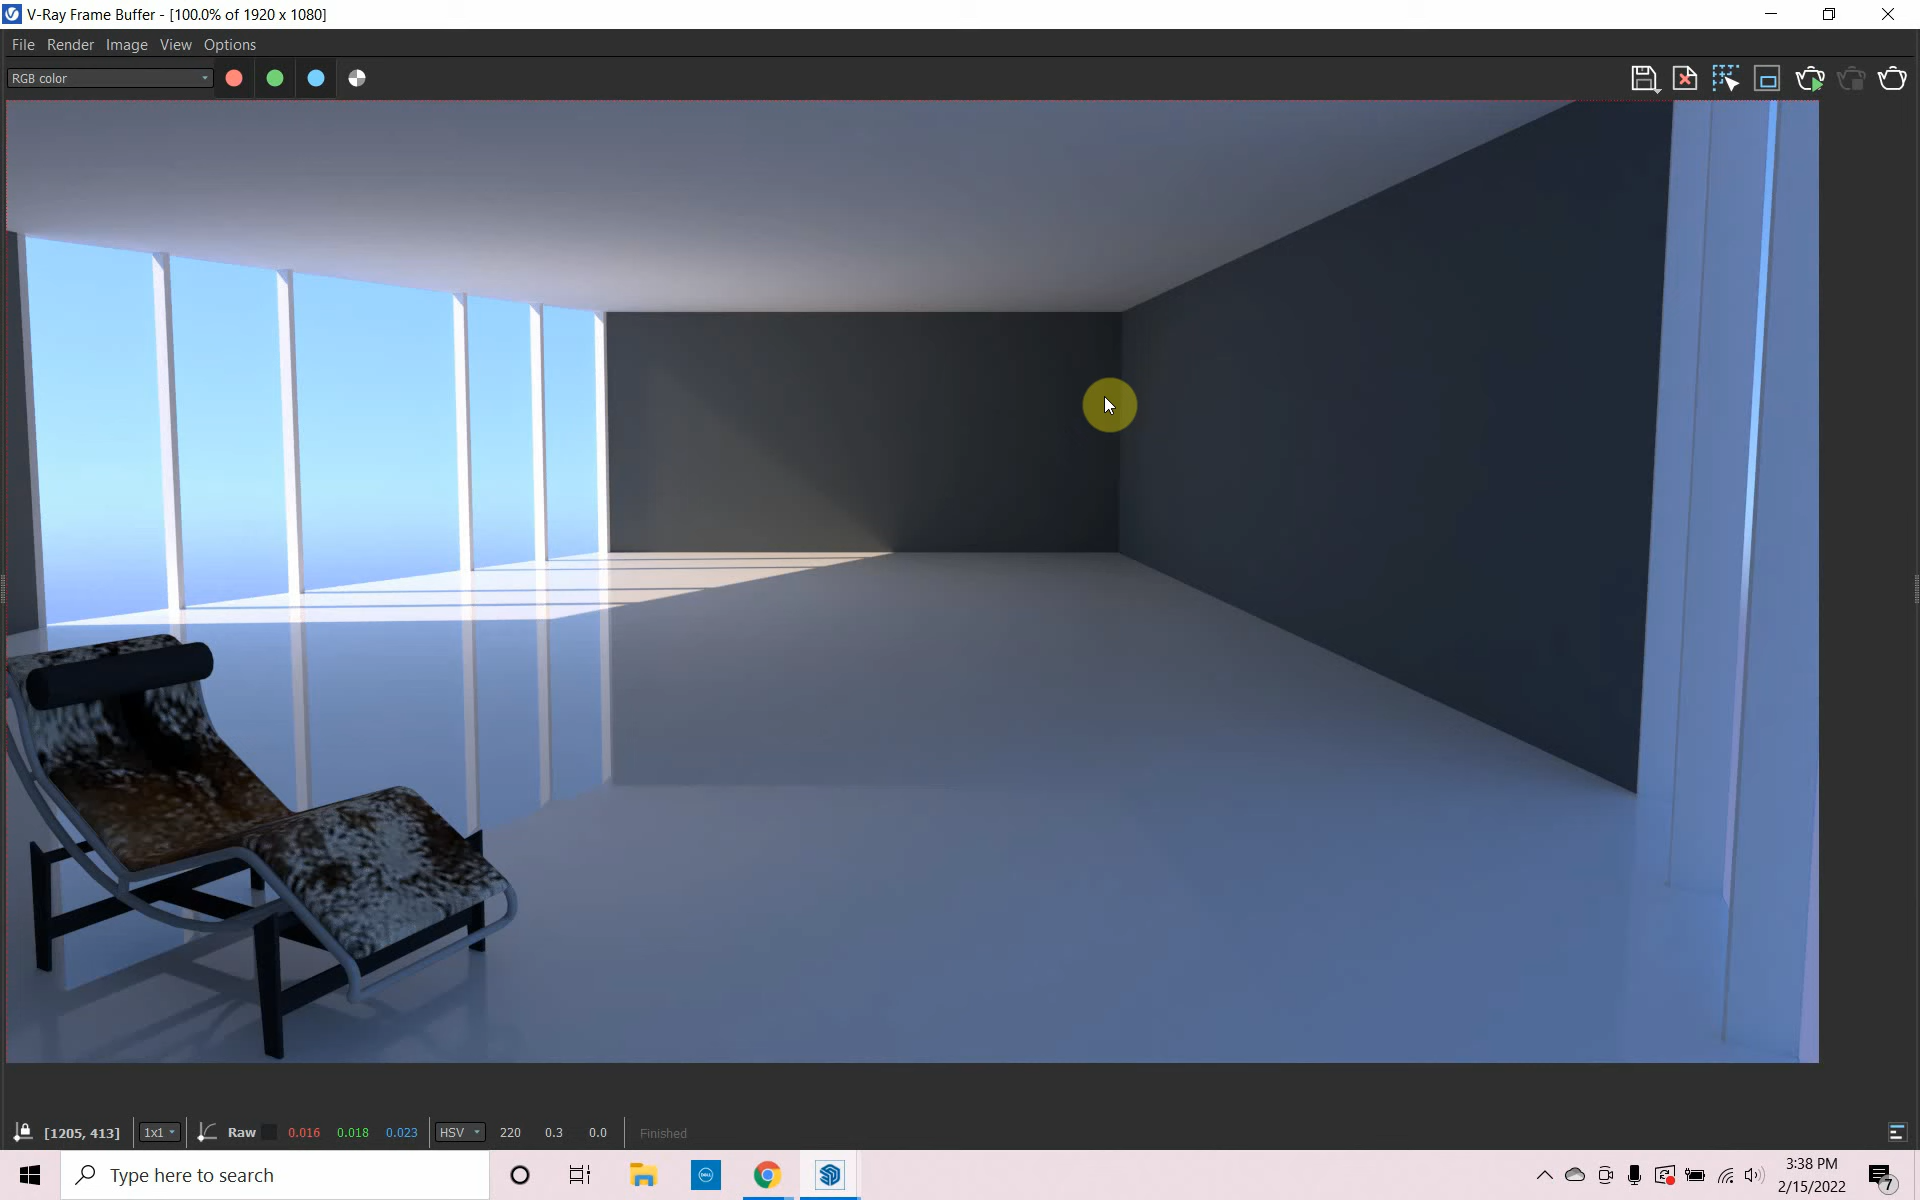 V-Ray Frame Buffer - [100.0% of 1920 x 1080]
File Render Image View Options
RGB color
[1205, 413] 1x1 Raw 0.016 0.018 0.023 HSV 220 0.3 0.0 Finished
Type here to search
DELL
3:38 PM
2/15/2022
7